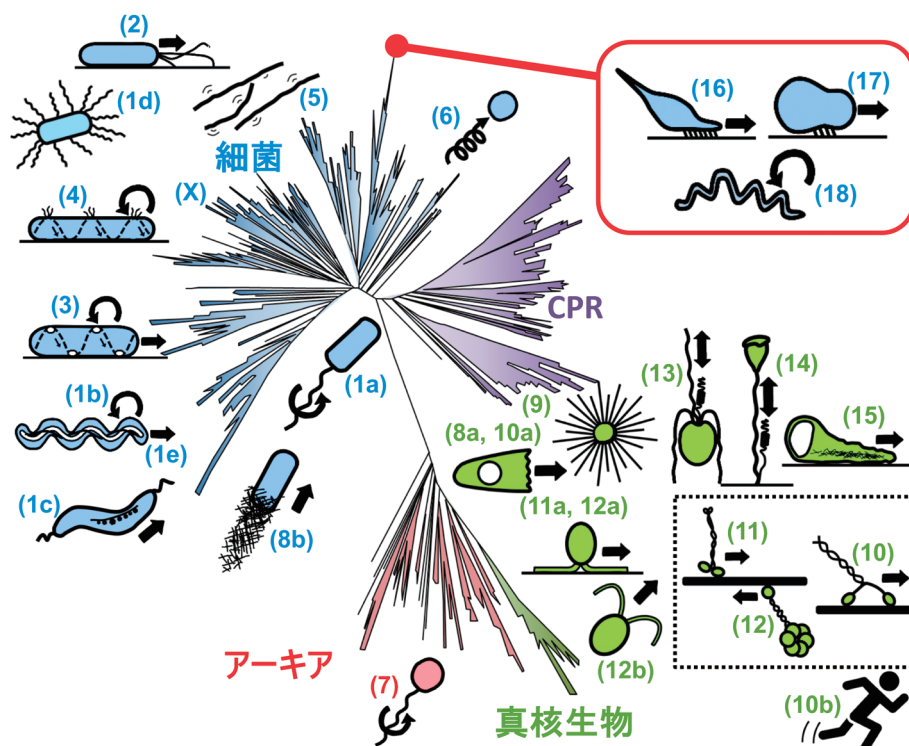 (2)
(1d)
(5)
細菌
(6)
(16)
(17)
(18)
(4)
(X)
(3)
CPR
(1b)
(1e)
(1a)
(1c)
(8b)
(9)
(8a, 10a)
(13)
(14)
(15)
(11a, 12a)
(11)
(10)
(12)
(12b)
アーキア
(7)
真核生物
(10b)